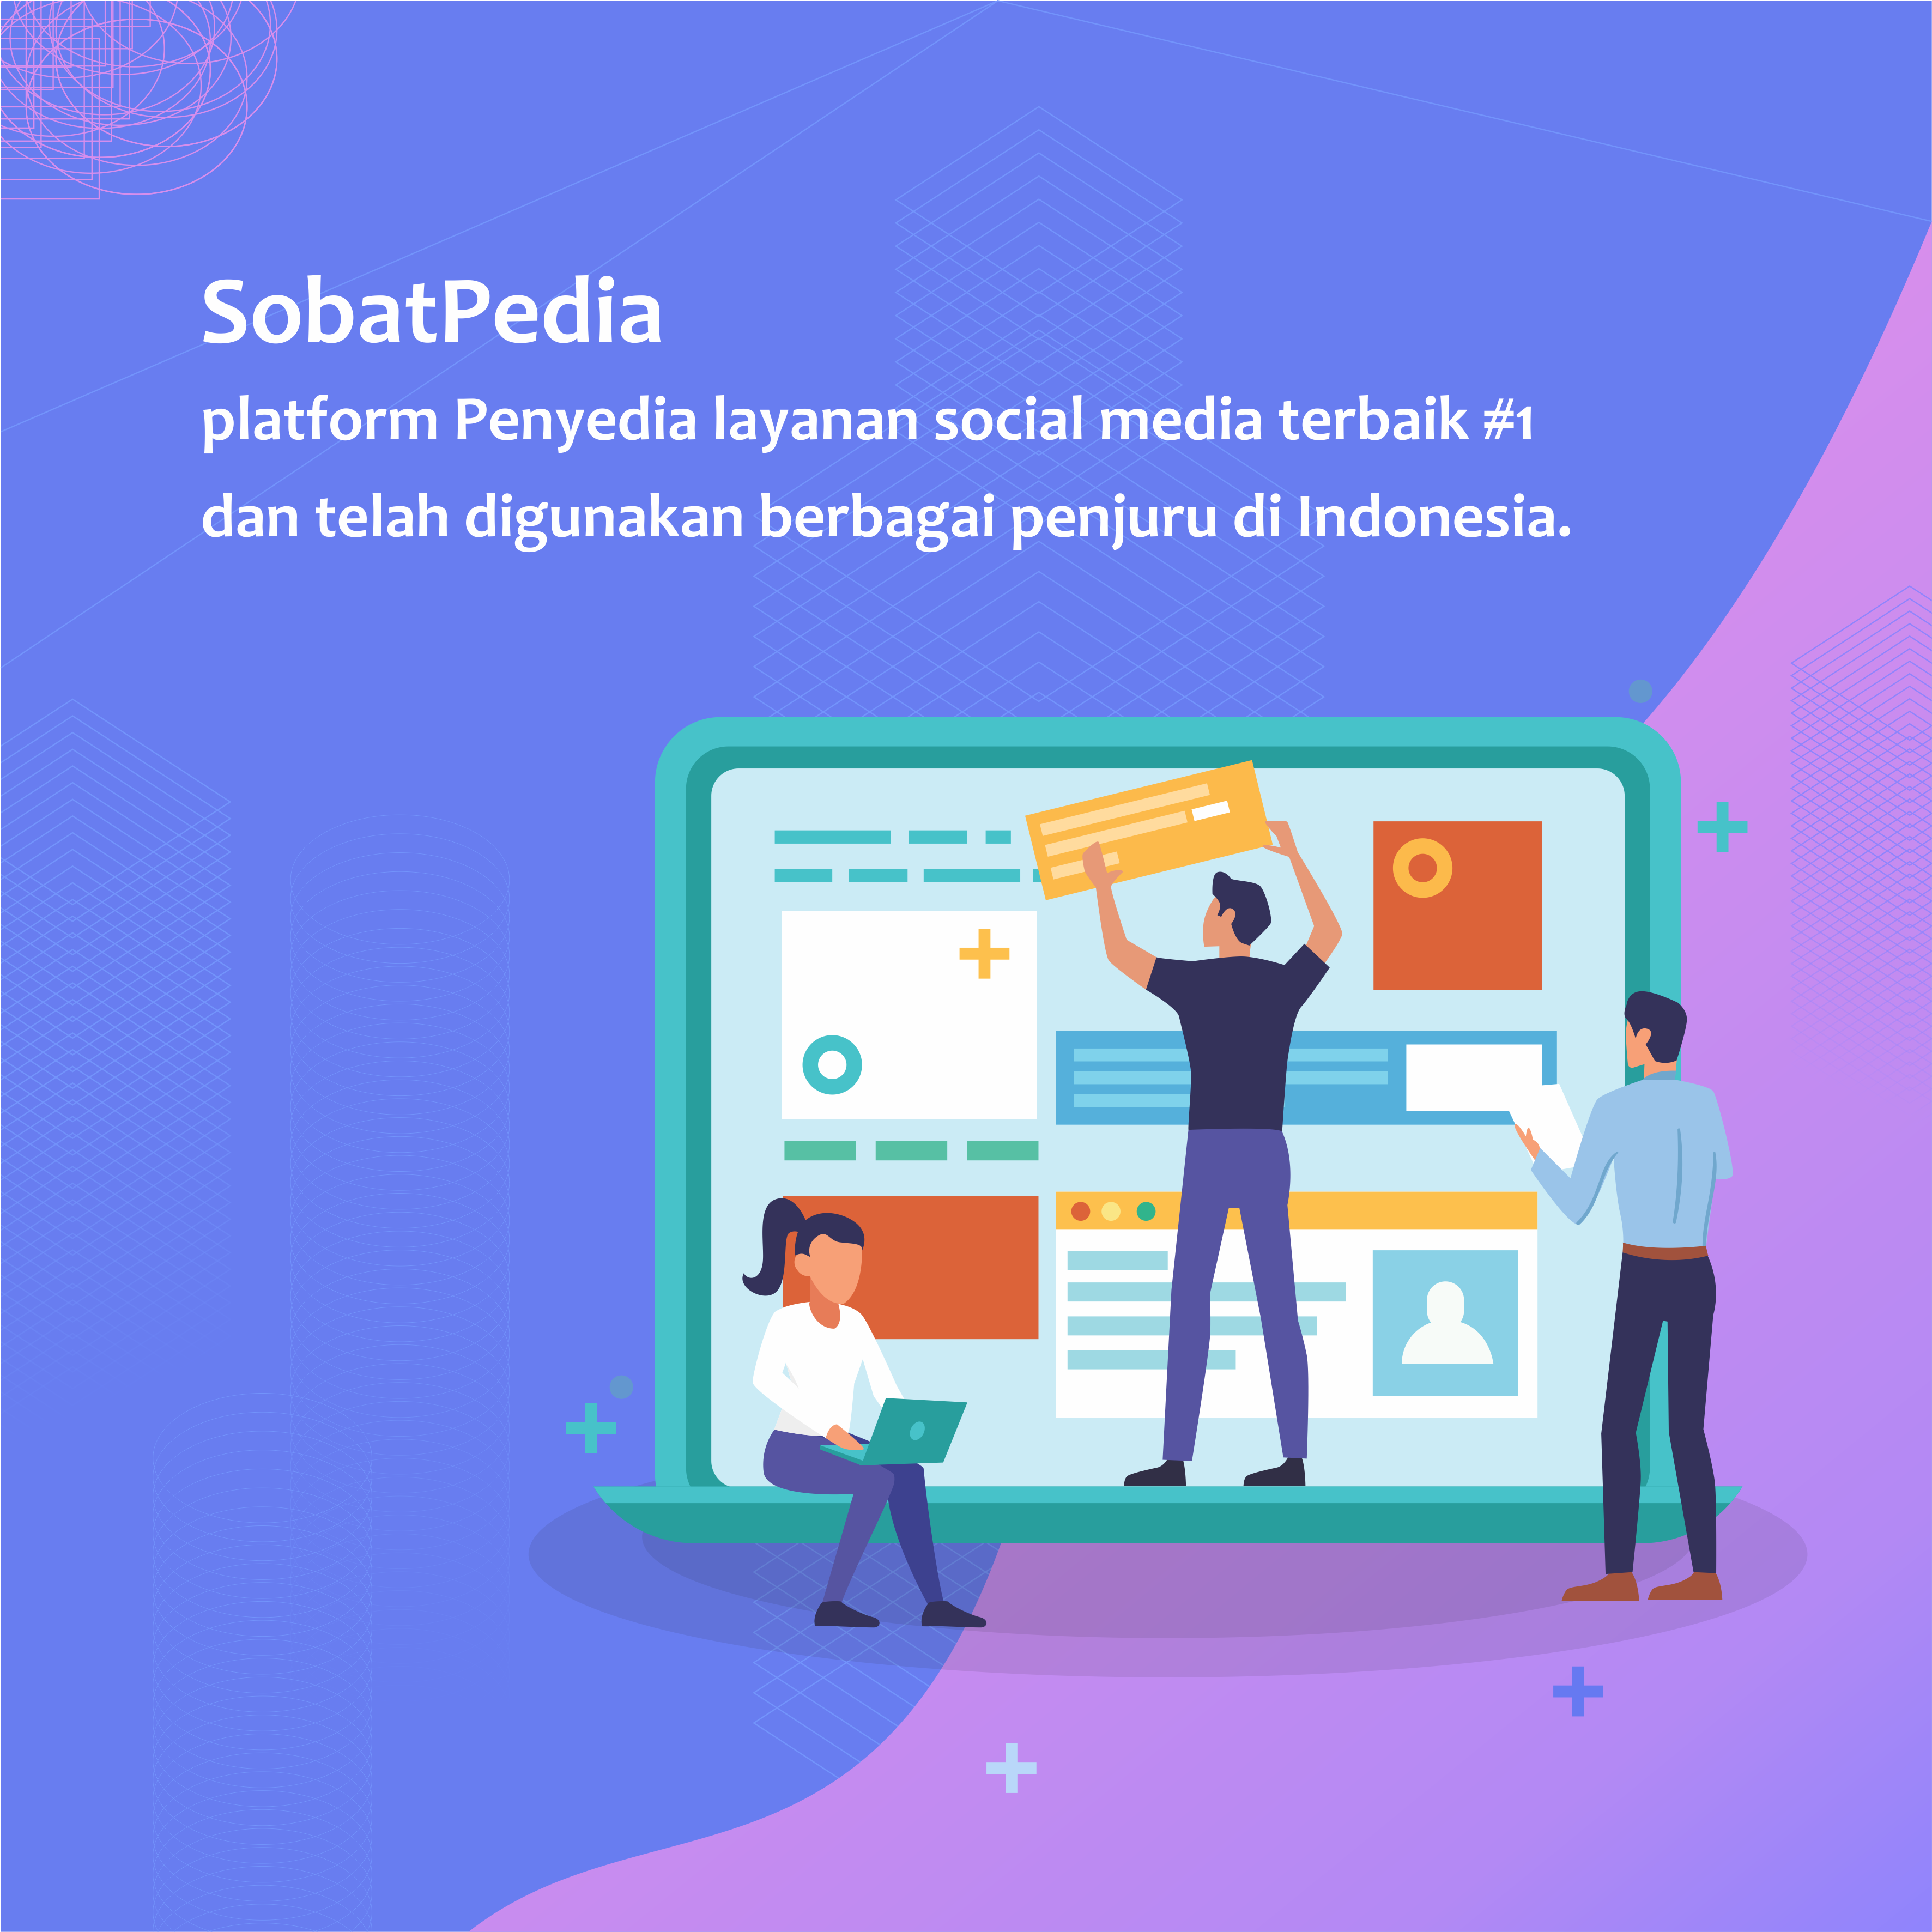 SobatPedia
platform Penyedia layanan social media terbaik #1
dan telah digunakan berbagai penjuru di Indonesia.